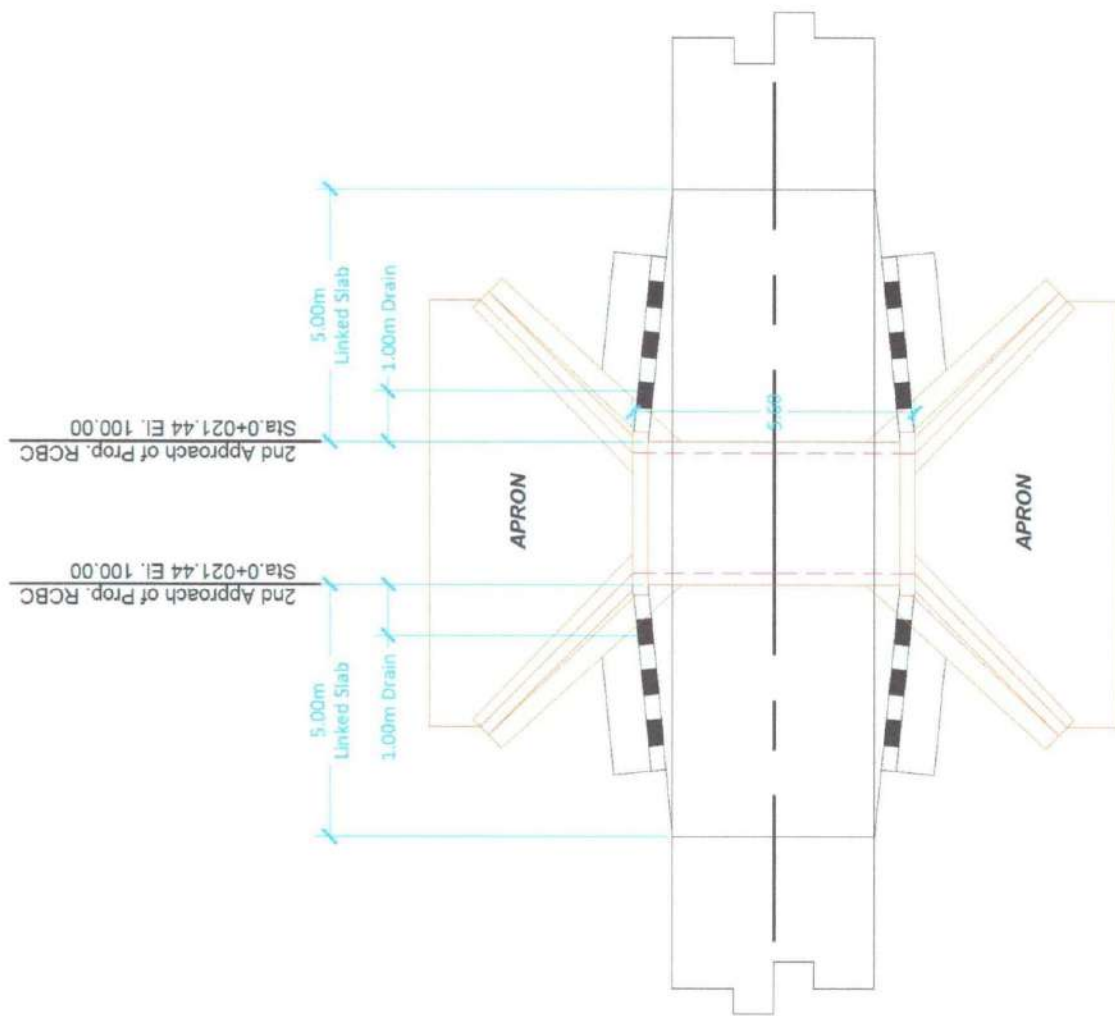 5.00m
Linked Slab
1.00m Drain
2nd Approach of Prop. RCBC
Sta.0+021.44 El. 100.00
APRON
5.60
APRON
2nd Approach of Prop. RCBC
Sta.0+021.44 El. 100.00
5.00m
Linked Slab
1.00m Drain